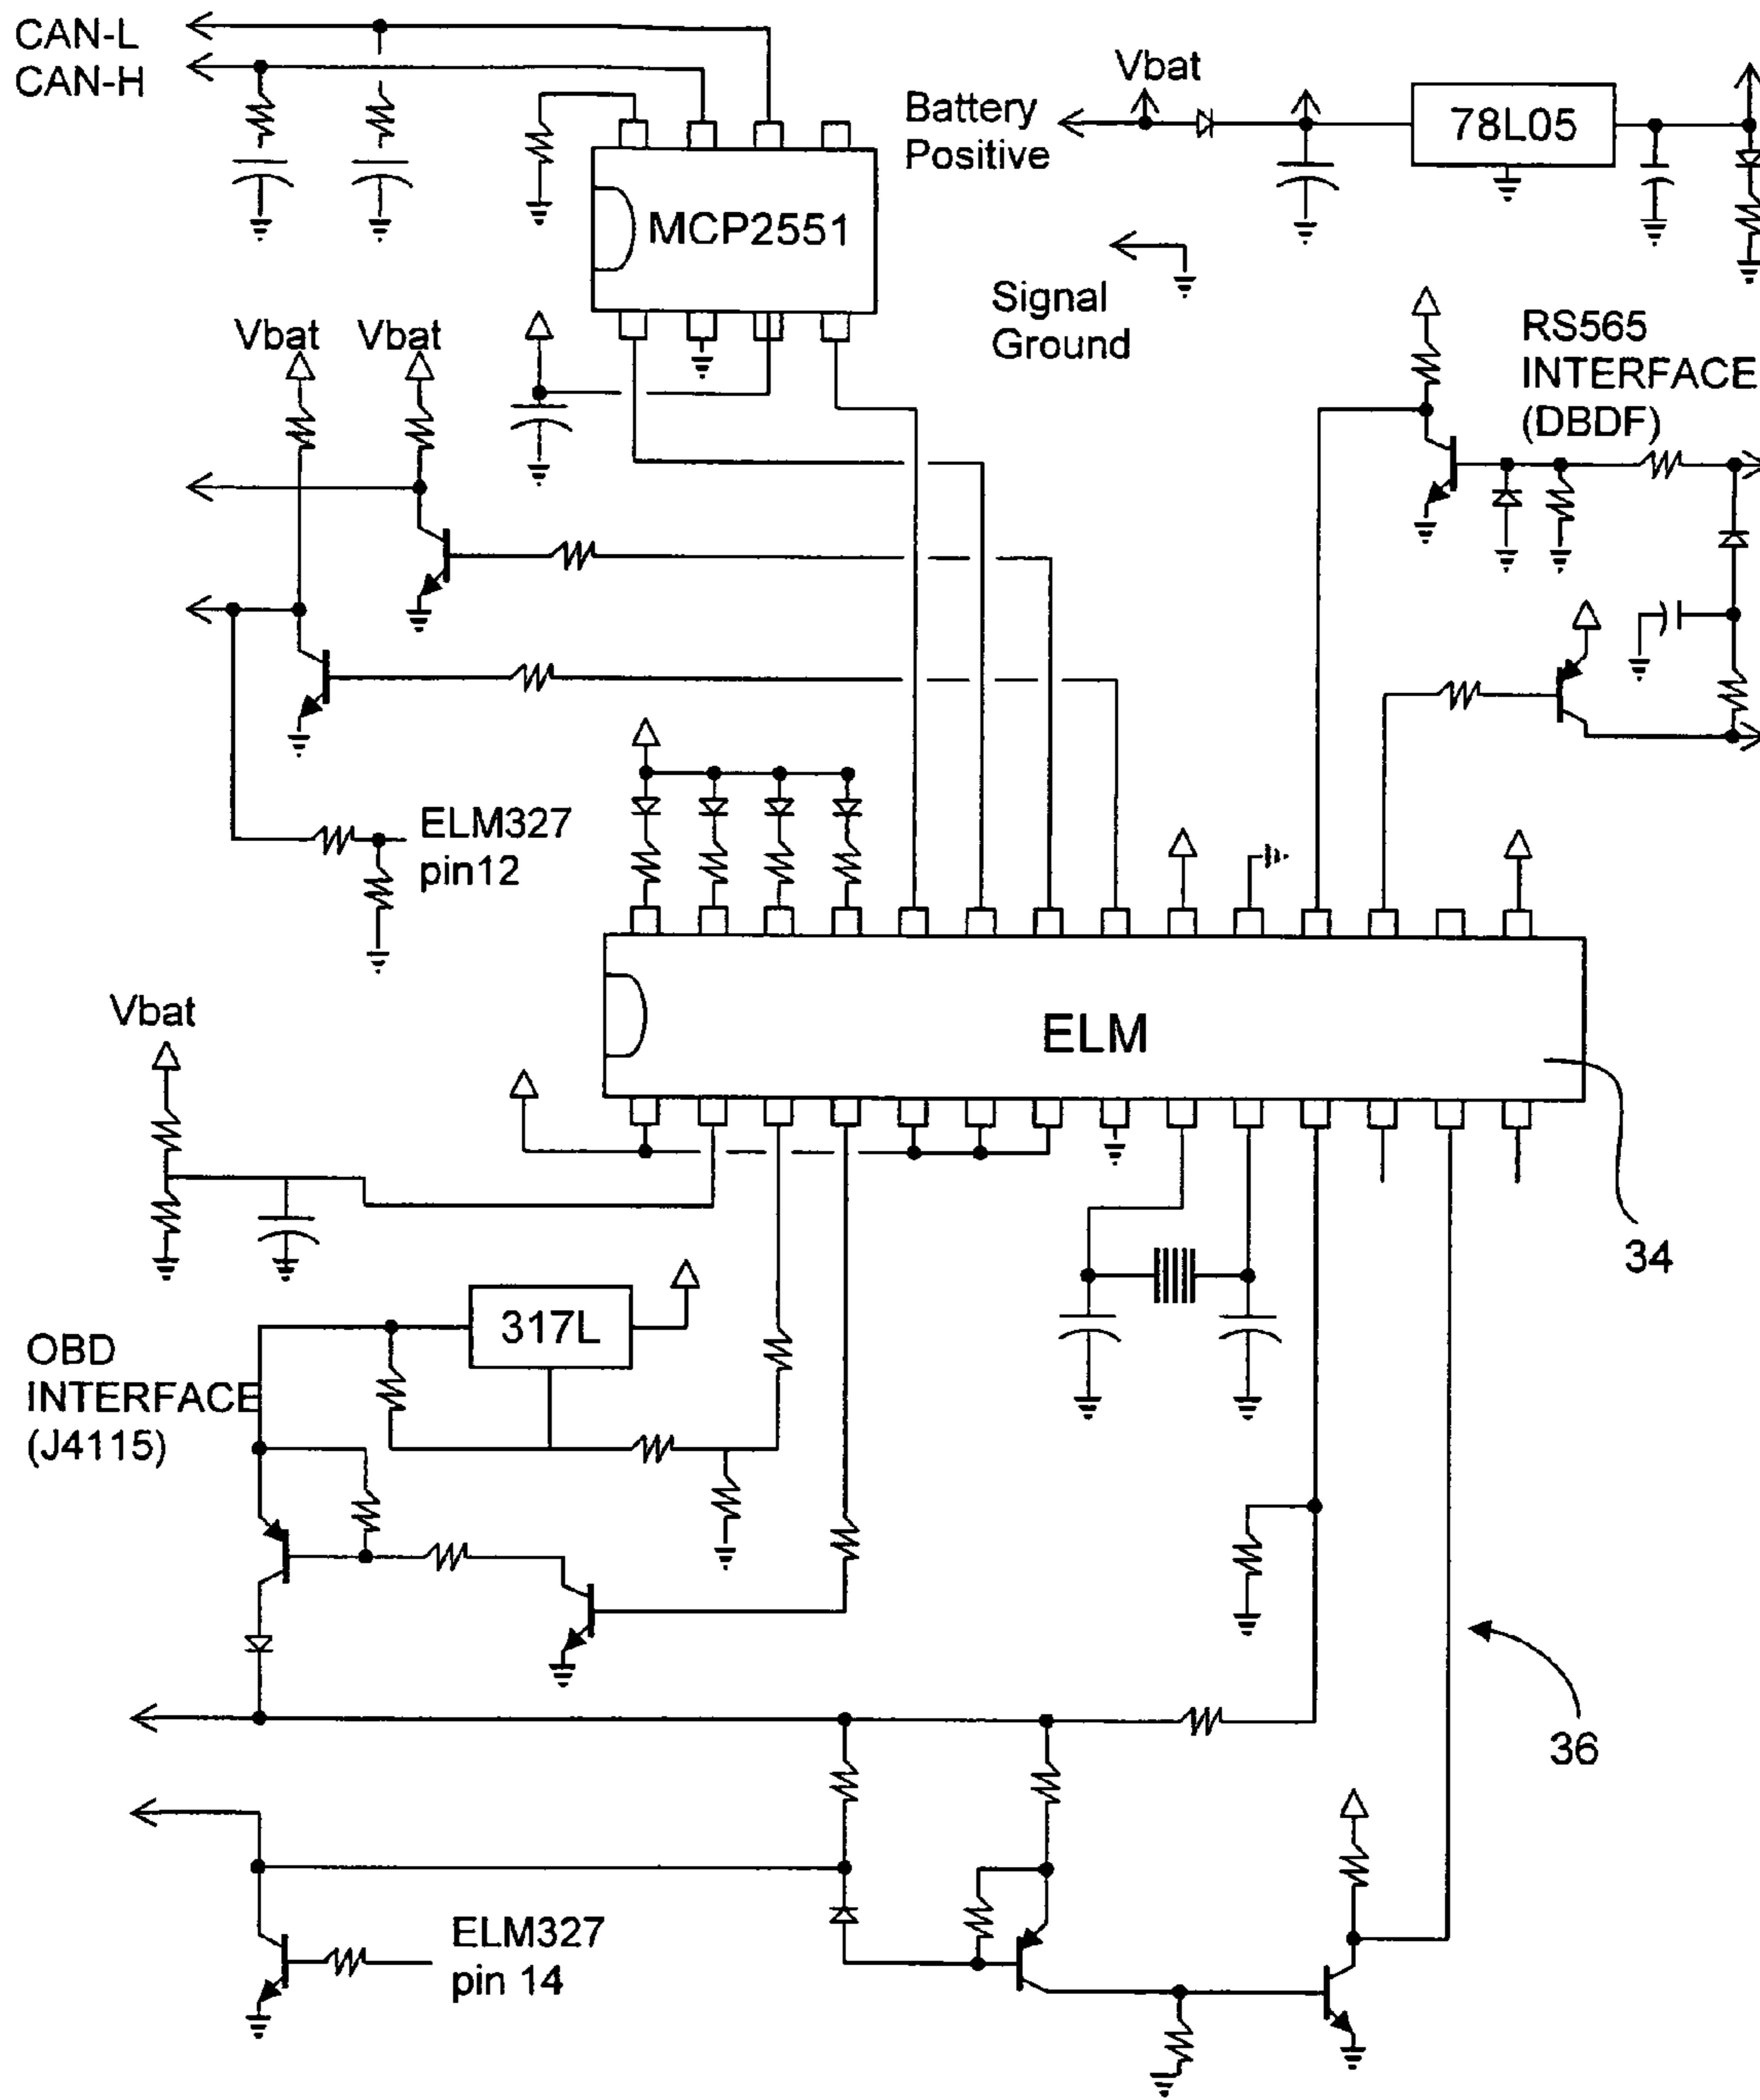 CAN-L
CAN-H
Vbat
Battery
Positive
78L05
MCP2551
Signal
Ground
RS565
INTERFACE
(DBDF)
Vbat
Vbat
ELM327
pin12
Vbat
ELM
34
OBD
INTERFACE
(J4115)
317L
36
ELM327
pin 14